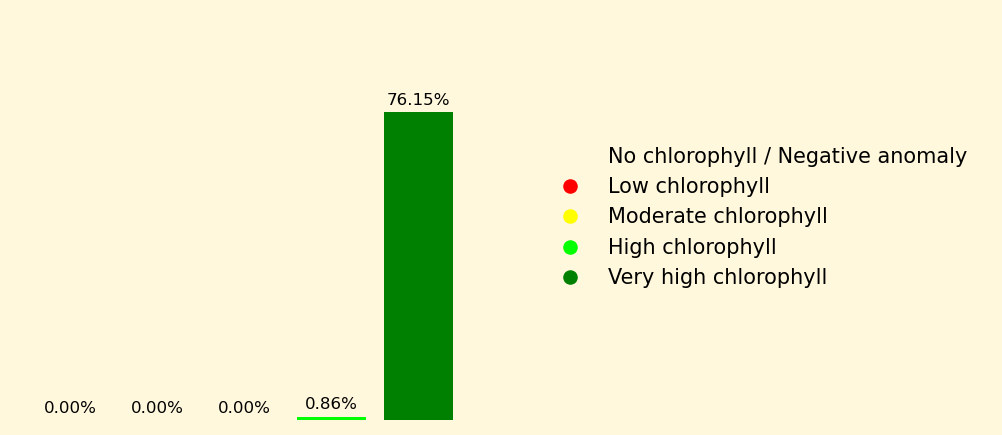 76.15%
No chlorophyll / Negative anomaly
Low chlorophyll
Moderate chlorophyll
High chlorophyll
Very high chlorophyll
0.00%
0.00%
0.00%
0.86%